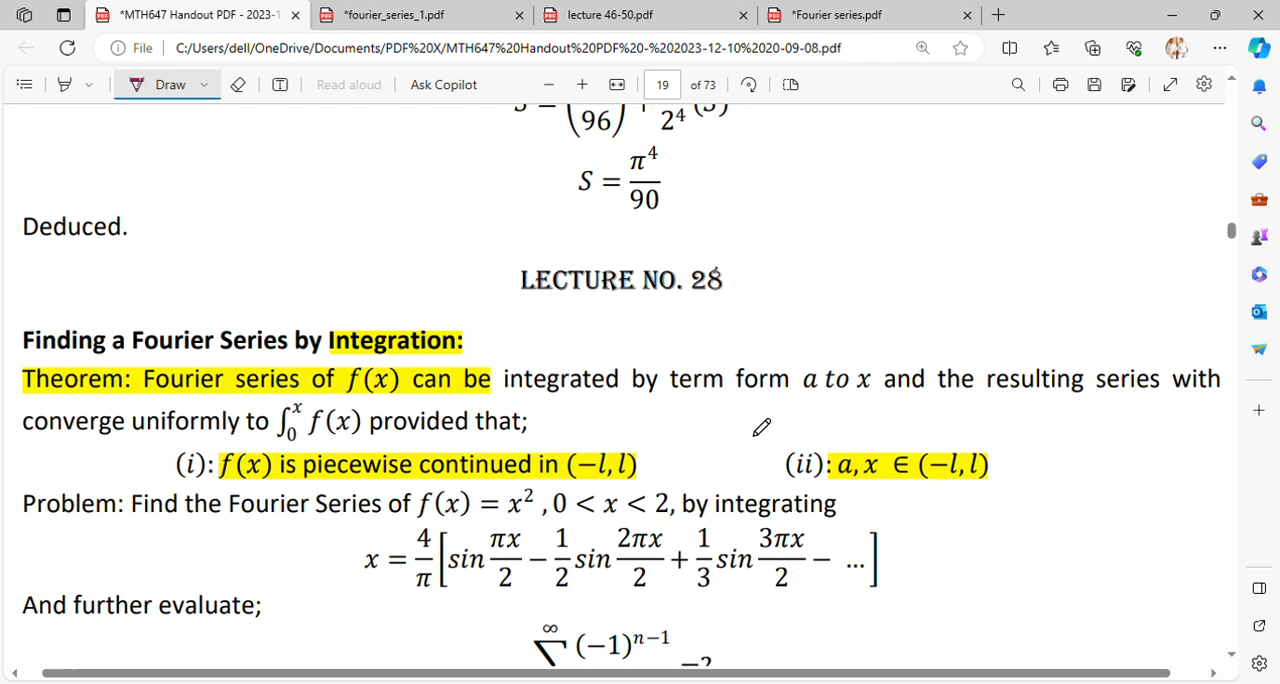 *MTH647 Handout PDF - 2023-1
*fourier_series_1.pdf
lecture 46-50.pdf
*Fourier series.pdf
File
C:/Users/dell/OneDrive/Documents/PDF%20X/MTH647%20Handout%20PDF%20-%202023-12-10%2020-09-08.pdf
Draw
Read aloud
Ask Copilot
19 of 73
96) + 2⁴ (S)
S = π⁴/90
Deduced.
LECTURE NO. 28
Finding a Fourier Series by Integration:
Theorem: Fourier series of f(x) can be integrated by term form a to x and the resulting series with
converge uniformly to ∫₀ˣ f(x) provided that;
(i): f(x) is piecewise continued in (−l, l) (ii): a, x ∈ (−l, l)
Problem: Find the Fourier Series of f(x) = x² , 0 < x < 2, by integrating
x = 4/π [sin πx/2 − 1/2 sin 2πx/2 + 1/3 sin 3πx/2 − ...]
And further evaluate;
∞
∑ (−1)ⁿ⁻¹